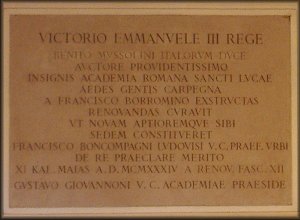 VICTORIO EMMANVELE III REGE
BENITO MVSSOLINI ITALORVM DVCE
AVCTORE PROVIDENTISSIMO
INSIGNIS ACADEMIA ROMANA SANCTI LVCAE
AEDES GENTIS CARPEGNA
A FRANCISCO BORROMINO EXSTRVCTAS
RENOVANDAS CVRAVIT
VT NOVAM APTIOREMQVE SIBI
SEDEM CONSTITVERET
FRANCISCO BONCOMPAGNI LVDOVISI V.C. PRAEF. VRBI
DE RE PRAECLARE MERITO
XI KAL. MAIAS A.D. MCMXXXIV A RENOV. FASC. XII
GVSTAVO GIOVANNONI V.C. ACADEMIAE PRAESIDE